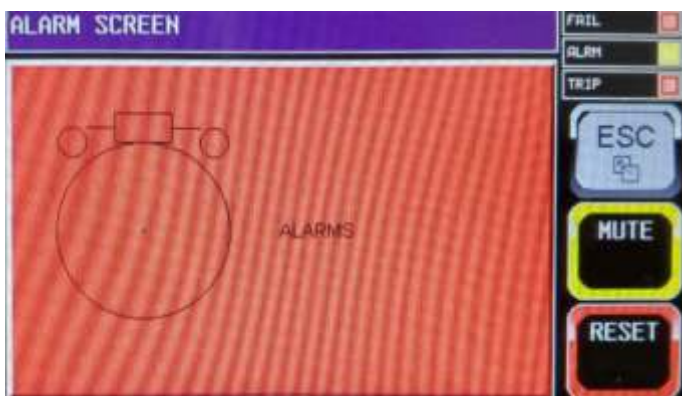 ALARM SCREEN
FAIL
ALRM
TRIP
ESC
ALARMS
MUTE
RESET